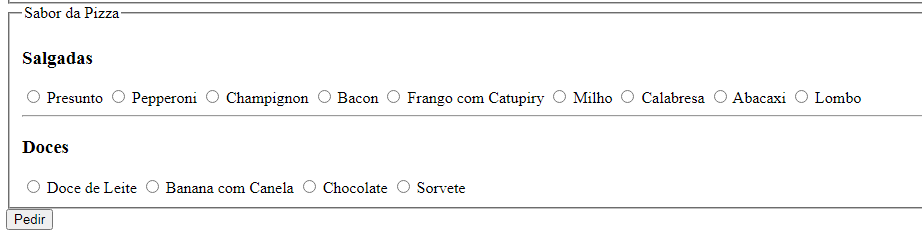 Sabor da Pizza
Salgadas
Presunto Pepperoni Champignon Bacon Frango com Catupiry Milho Calabresa Abacaxi Lombo
Doces
Doce de Leite Banana com Canela Chocolate Sorvete
Pedir